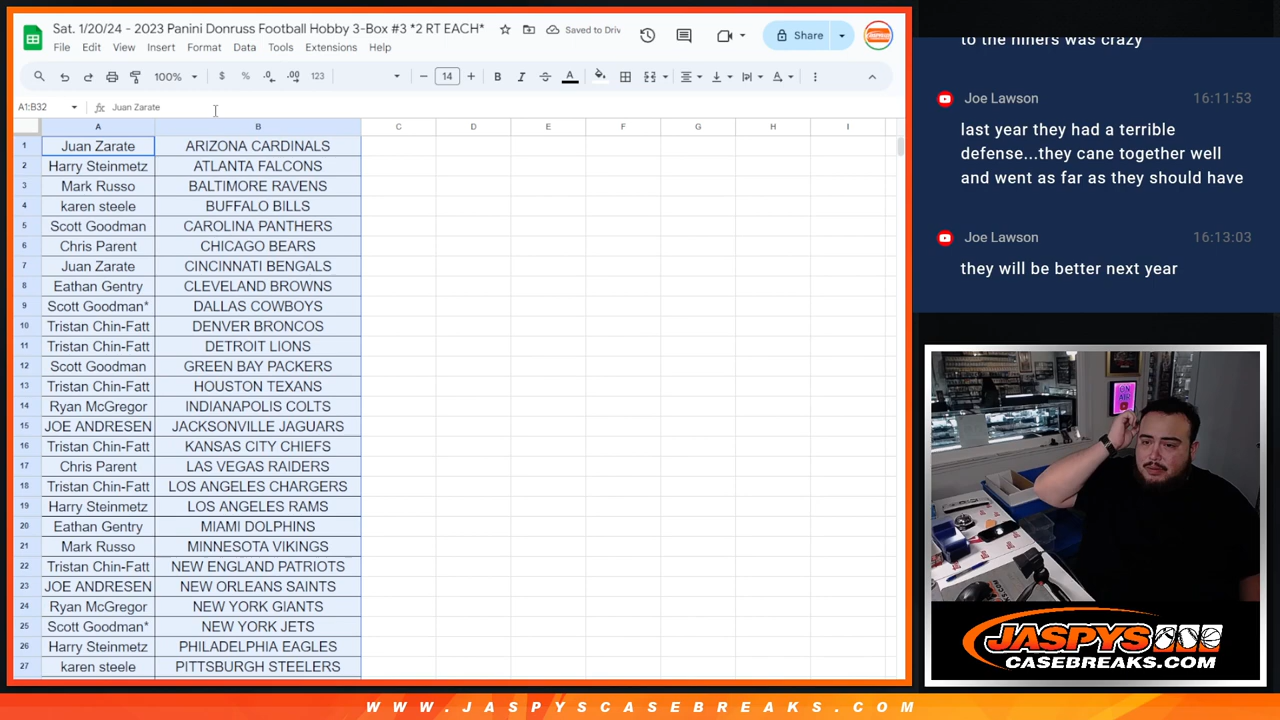 Sat. 1/20/24 - 2023 Panini Donruss Football Hobby 3-Box #3 *2 RT EACH*
Saved to Driv
Share
File Edit View Insert Format Data Tools Extensions Help
100% $ % .0 .00 123 14 B I A
A1:B32 fx Juan Zarate
A B C D E F G H I
1 Juan Zarate ARIZONA CARDINALS
2 Harry Steinmetz ATLANTA FALCONS
3 Mark Russo BALTIMORE RAVENS
4 karen steele BUFFALO BILLS
5 Scott Goodman CAROLINA PANTHERS
6 Chris Parent CHICAGO BEARS
7 Juan Zarate CINCINNATI BENGALS
8 Eathan Gentry CLEVELAND BROWNS
9 Scott Goodman* DALLAS COWBOYS
10 Tristan Chin-Fatt DENVER BRONCOS
11 Tristan Chin-Fatt DETROIT LIONS
12 Scott Goodman GREEN BAY PACKERS
13 Tristan Chin-Fatt HOUSTON TEXANS
14 Ryan McGregor INDIANAPOLIS COLTS
15 JOE ANDRESEN JACKSONVILLE JAGUARS
16 Tristan Chin-Fatt KANSAS CITY CHIEFS
17 Chris Parent LAS VEGAS RAIDERS
18 Tristan Chin-Fatt LOS ANGELES CHARGERS
19 Harry Steinmetz LOS ANGELES RAMS
20 Eathan Gentry MIAMI DOLPHINS
21 Mark Russo MINNESOTA VIKINGS
22 Tristan Chin-Fatt NEW ENGLAND PATRIOTS
23 JOE ANDRESEN NEW ORLEANS SAINTS
24 Ryan McGregor NEW YORK GIANTS
25 Scott Goodman* NEW YORK JETS
26 Harry Steinmetz PHILADELPHIA EAGLES
27 karen steele PITTSBURGH STEELERS
to the niners was crazy
Joe Lawson 16:11:53
last year they had a terrible
defense...they cane together well
and went as far as they should have
Joe Lawson 16:13:03
they will be better next year
ON
AIR
JASPYS
CASEBREAKS.COM
WWW.JASPYSCASEBREAKS.COM